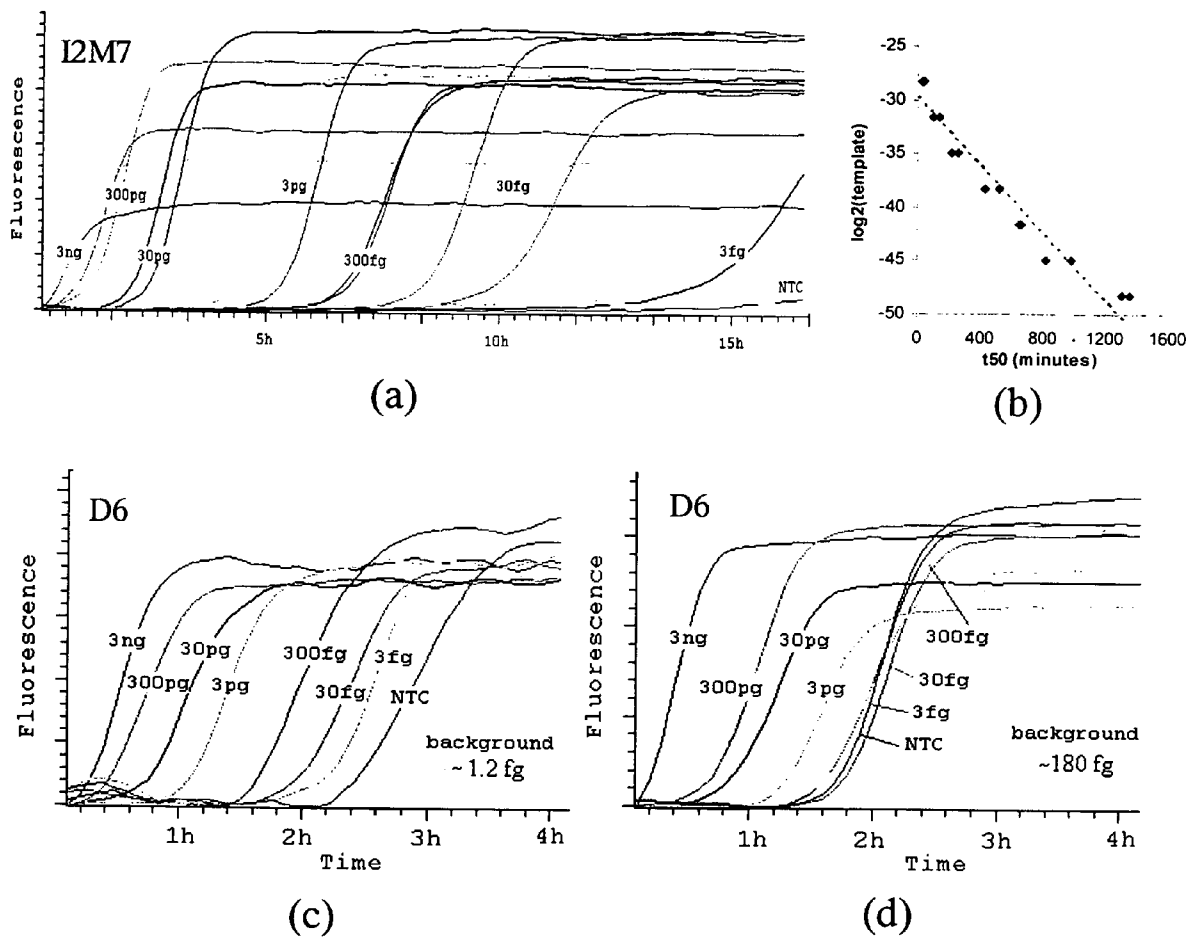 I2M7
Fluorescence
3ng
300pg
30pg
3pg
300fg
30fg
3fg
NTC
5h
10h
15h
(a)
log2(template)
-25
-30
-35
-40
-45
-50
0
400
800
1200
1600
t50 (minutes)
(b)
D6
Fluorescence
3ng
300pg
30pg
3pg
300fg
30fg
3fg
NTC
background
~1.2 fg
1h
2h
3h
4h
Time
(c)
D6
Fluorescence
3ng
300pg
30pg
3pg
300fg
30fg
3fg
NTC
background
~180 fg
1h
2h
3h
4h
Time
(d)